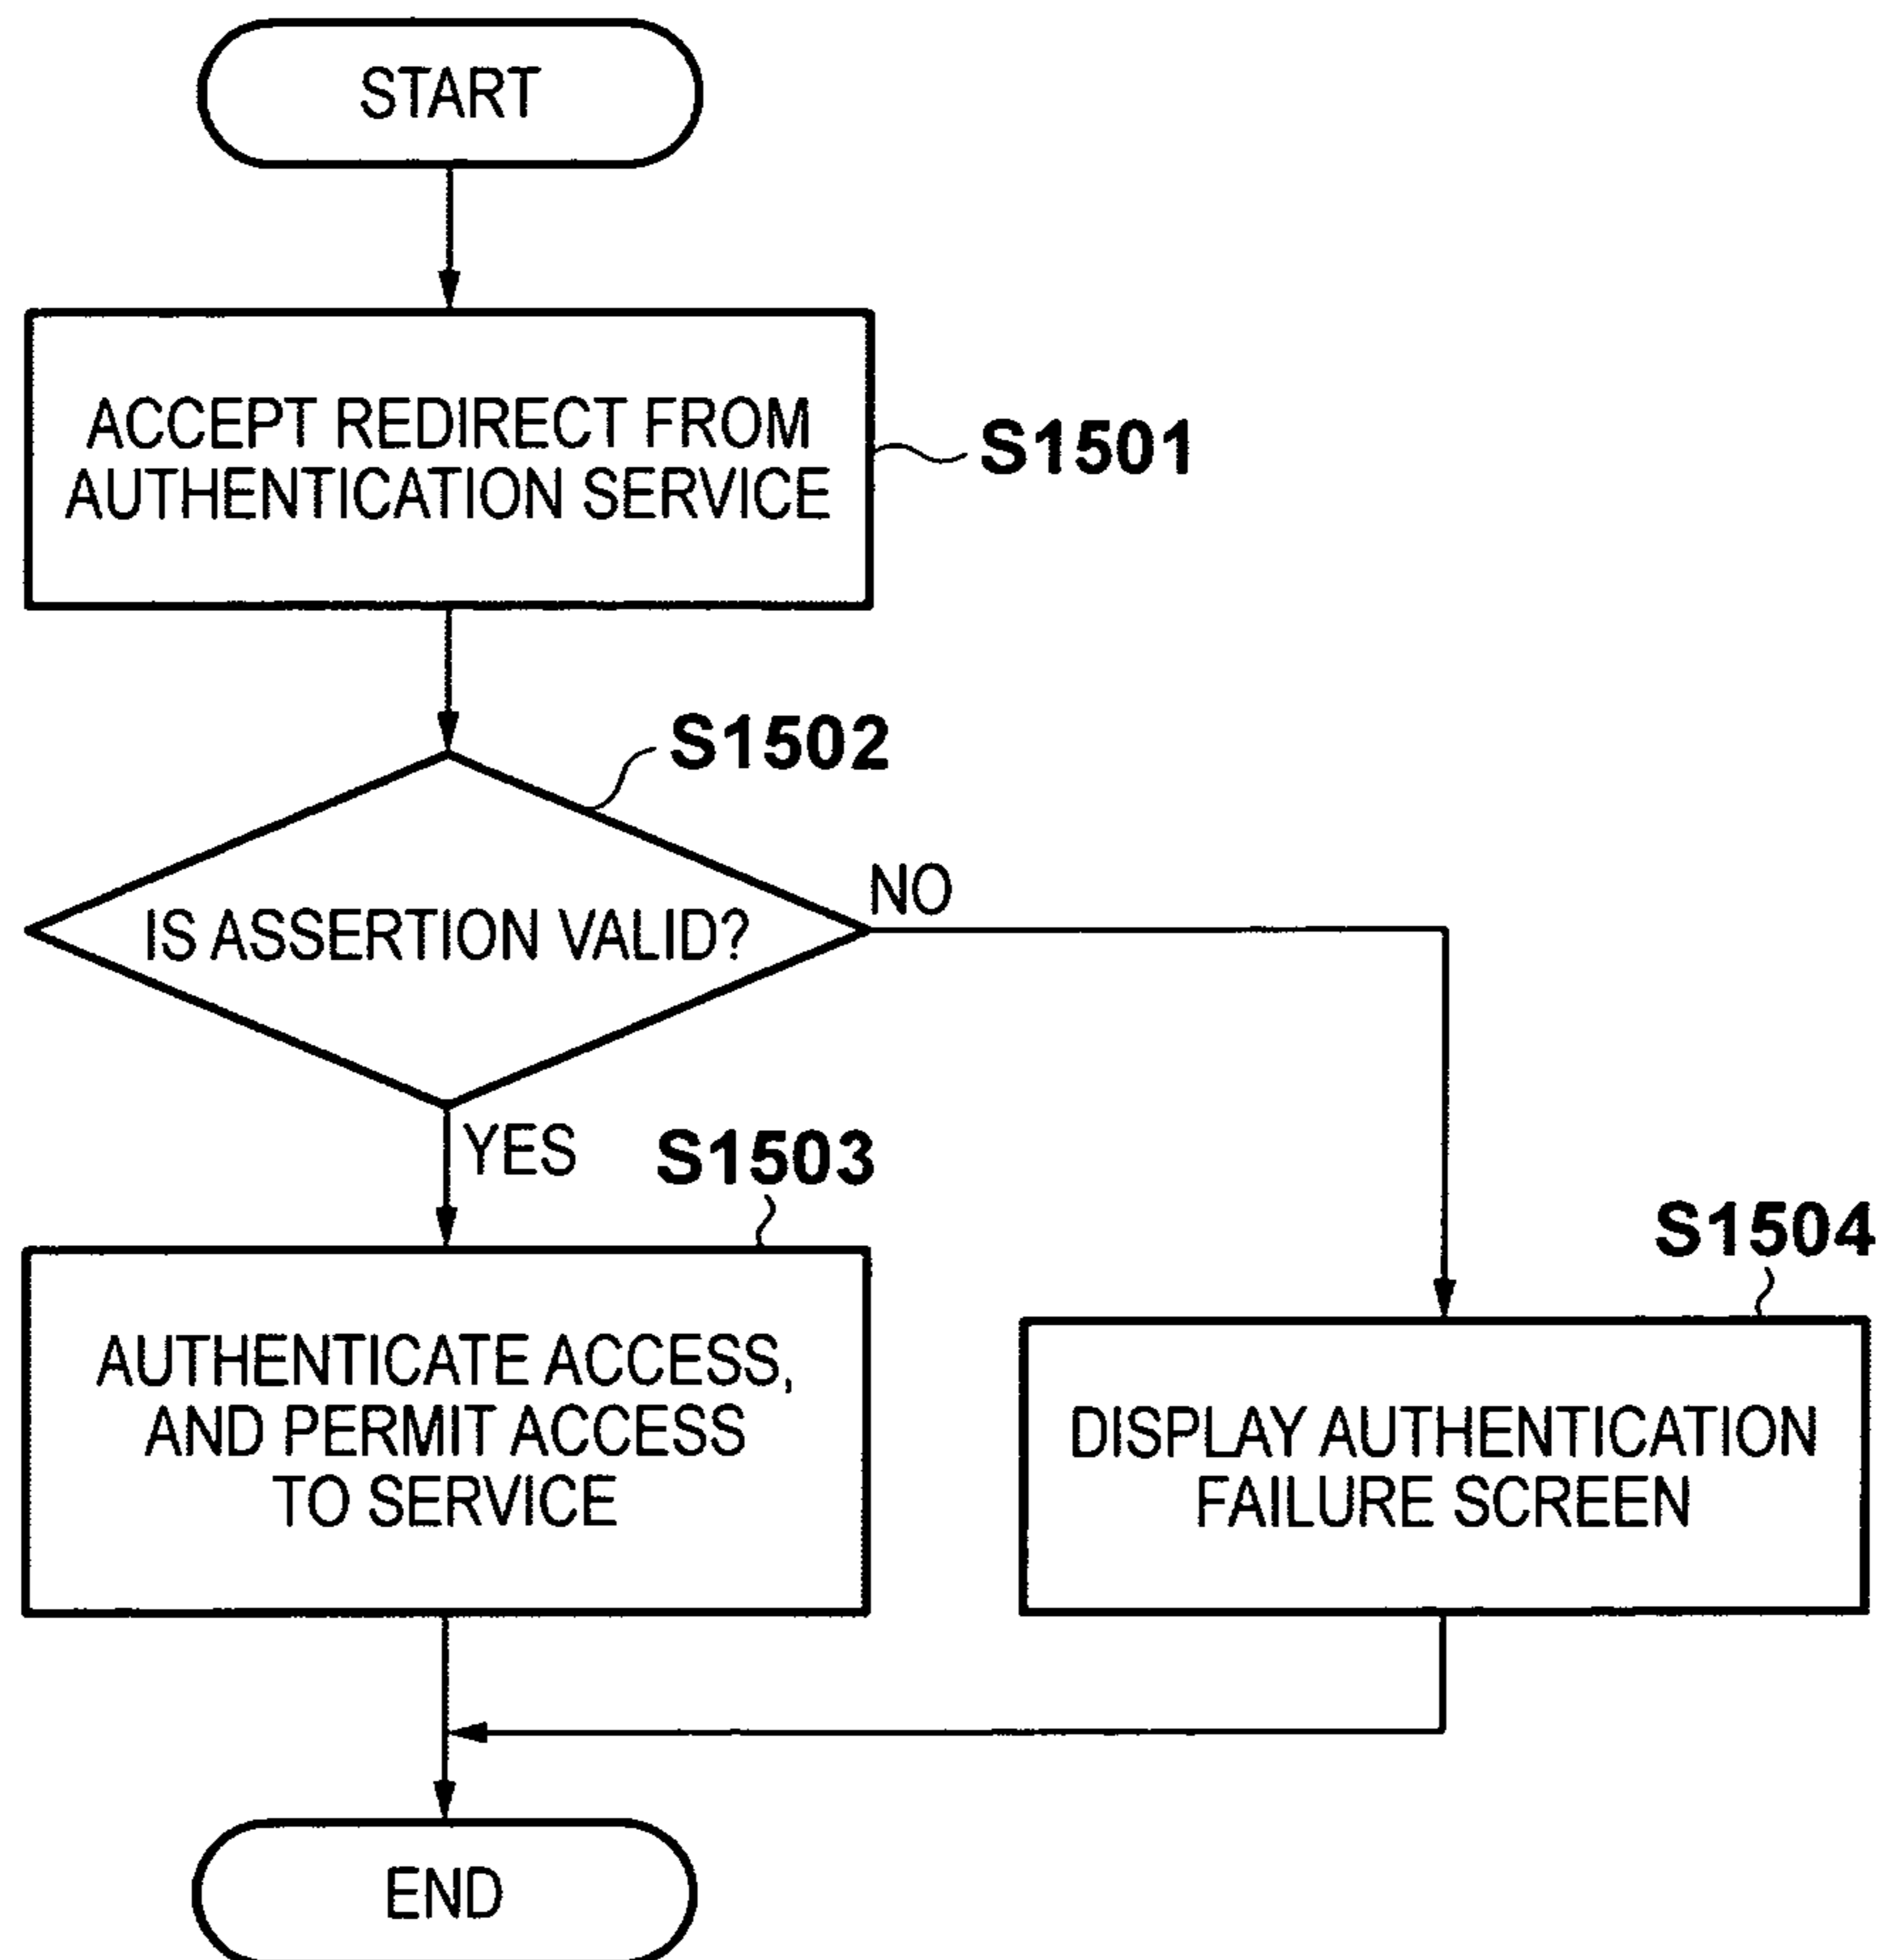 START
ACCEPT REDIRECT FROM
AUTHENTICATION SERVICE
S1501
S1502
IS ASSERTION VALID?
NO
YES
S1503
AUTHENTICATE ACCESS,
AND PERMIT ACCESS
TO SERVICE
S1504
DISPLAY AUTHENTICATION
FAILURE SCREEN
END